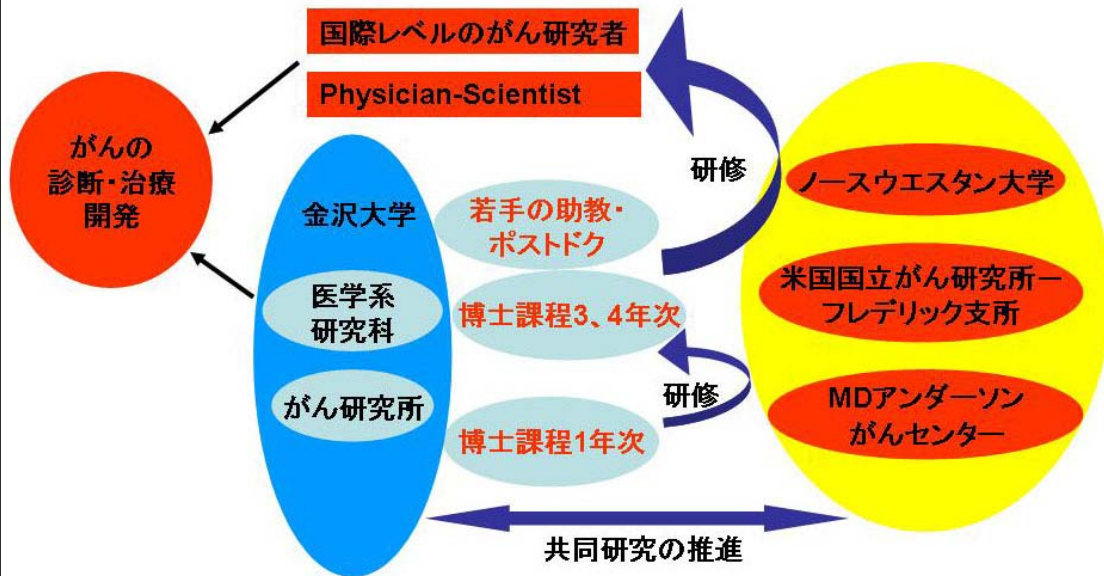 国際レベルのがん研究者
Physician-Scientist
がんの
診断・治療
開発
金沢大学
医学系
研究科
がん研究所
若手の助教・
ポストドク
博士課程3、4年次
博士課程1年次
研修
研修
ノースウエスタン大学
米国国立がん研究所ー
フレデリック支所
MDアンダーソン
がんセンター
共同研究の推進